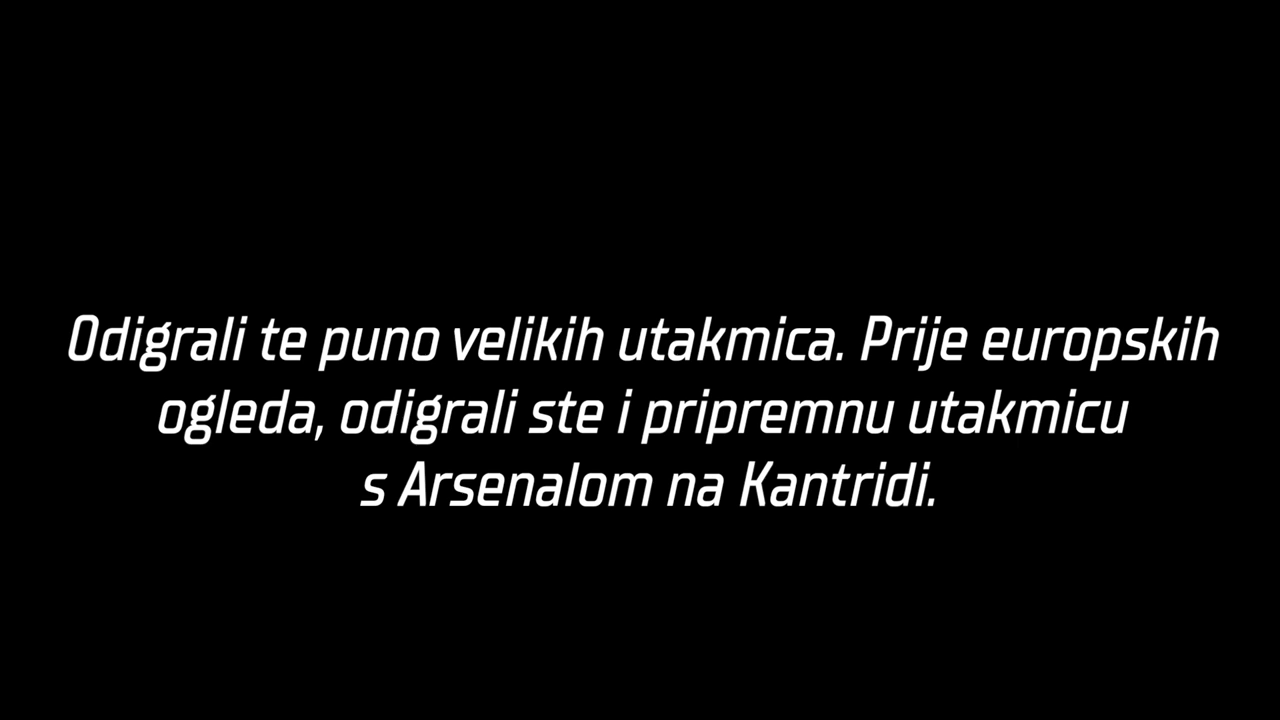 Odigrali te puno velikih utakmica. Prije europskih
ogleda, odigrali ste i pripremnu utakmicu
s Arsenalom na Kantridi.